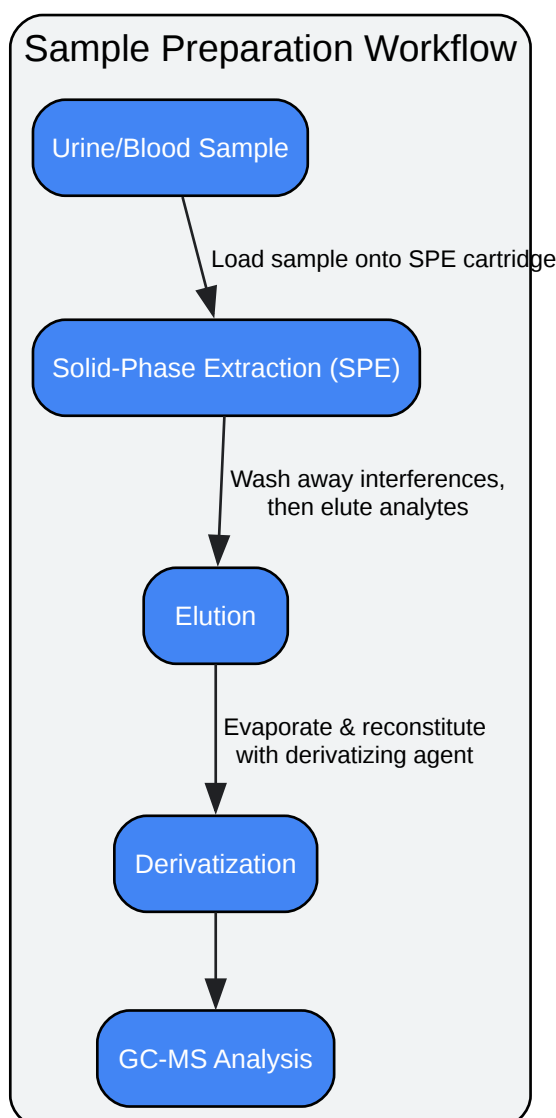 Sample Preparation Workflow
Urine/Blood Sample
Load sample onto SPE cartridge
Solid-Phase Extraction (SPE)
Wash away interferences,
then elute analytes
Elution
Evaporate & reconstitute
with derivatizing agent
Derivatization
GC-MS Analysis